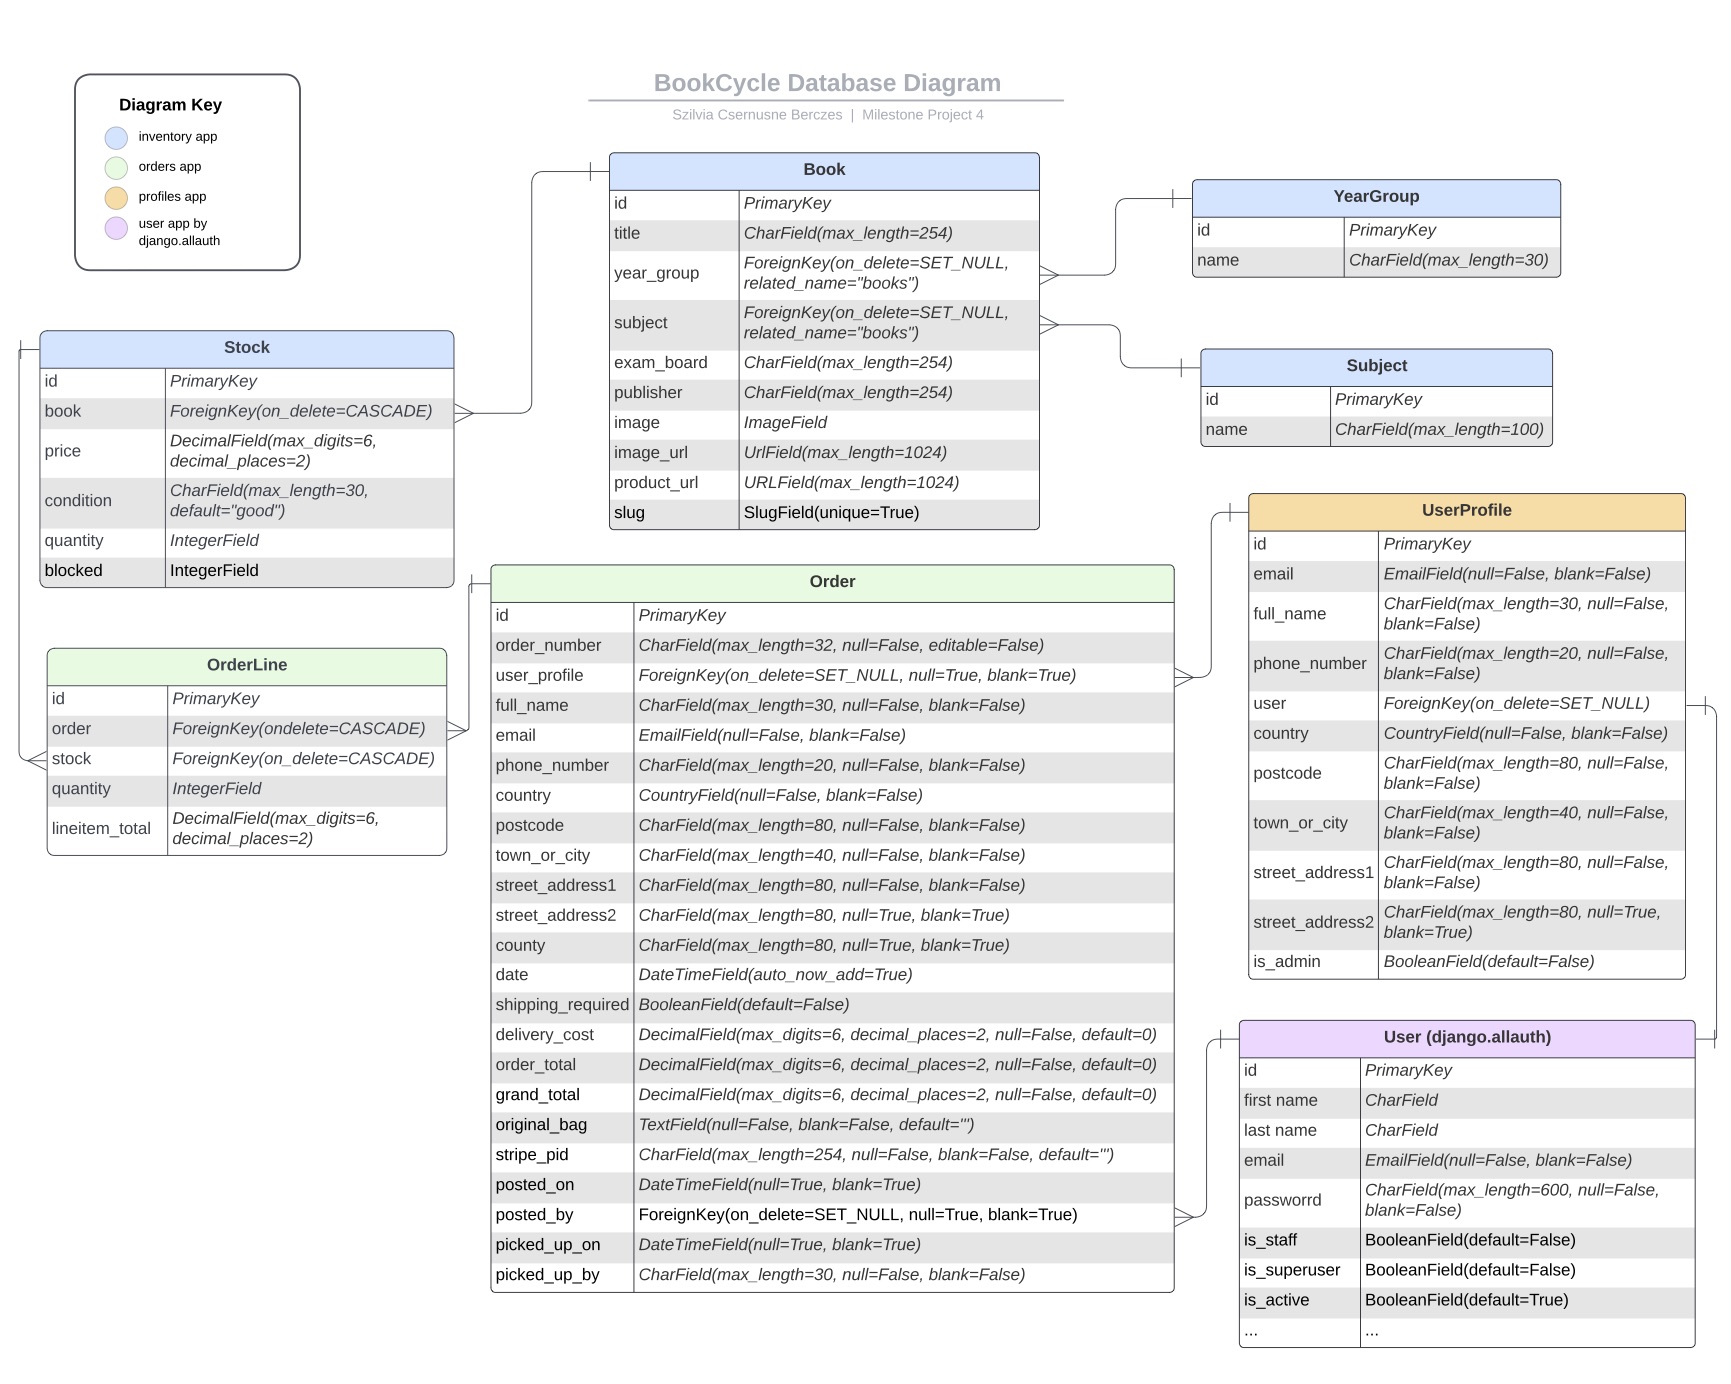 BookCycle Database Diagram
Szilvia Csernusne Berczes | Milestone Project 4
Diagram Key
inventory app
orders app
profiles app
user app by
django.allauth
Book
id PrimaryKey
title CharField(max_length=254)
year_group ForeignKey(on_delete=SET_NULL,
related_name="books")
subject ForeignKey(on_delete=SET_NULL,
related_name="books")
exam_board CharField(max_length=254)
publisher CharField(max_length=254)
image ImageField
image_url UrlField(max_length=1024)
product_url URLField(max_length=1024)
slug SlugField(unique=True)
YearGroup
id PrimaryKey
name CharField(max_length=30)
Subject
id PrimaryKey
name CharField(max_length=100)
Stock
id PrimaryKey
book ForeignKey(on_delete=CASCADE)
price DecimalField(max_digits=6,
decimal_places=2)
condition CharField(max_length=30,
default="good")
quantity IntegerField
blocked IntegerField
OrderLine
id PrimaryKey
order ForeignKey(ondelete=CASCADE)
stock ForeignKey(on_delete=CASCADE)
quantity IntegerField
lineitem_total DecimalField(max_digits=6,
decimal_places=2)
Order
id PrimaryKey
order_number CharField(max_length=32, null=False, editable=False)
user_profile ForeignKey(on_delete=SET_NULL, null=True, blank=True)
full_name CharField(max_length=30, null=False, blank=False)
email EmailField(null=False, blank=False)
phone_number CharField(max_length=20, null=False, blank=False)
country CountryField(null=False, blank=False)
postcode CharField(max_length=80, null=False, blank=False)
town_or_city CharField(max_length=40, null=False, blank=False)
street_address1 CharField(max_length=80, null=False, blank=False)
street_address2 CharField(max_length=80, null=True, blank=True)
county CharField(max_length=80, null=True, blank=True)
date DateTimeField(auto_now_add=True)
shipping_required BooleanField(default=False)
delivery_cost DecimalField(max_digits=6, decimal_places=2, null=False, default=0)
order_total DecimalField(max_digits=6, decimal_places=2, null=False, default=0)
grand_total DecimalField(max_digits=6, decimal_places=2, null=False, default=0)
original_bag TextField(null=False, blank=False, default='")
stripe_pid CharField(max_length=254, null=False, blank=False, default='")
posted_on DateTimeField(null=True, blank=True)
posted_by ForeignKey(on_delete=SET_NULL, null=True, blank=True)
picked_up_on DateTimeField(null=True, blank=True)
picked_up_by CharField(max_length=30, null=False, blank=False)
UserProfile
id PrimaryKey
email EmailField(null=False, blank=False)
full_name CharField(max_length=30, null=False,
blank=False)
phone_number CharField(max_length=20, null=False,
blank=False)
user ForeignKey(on_delete=SET_NULL)
country CountryField(null=False, blank=False)
postcode CharField(max_length=80, null=False,
blank=False)
town_or_city CharField(max_length=40, null=False,
blank=False)
street_address1 CharField(max_length=80, null=False,
blank=False)
street_address2 CharField(max_length=80, null=True,
blank=True)
is_admin BooleanField(default=False)
User (django.allauth)
id PrimaryKey
first name CharField
last name CharField
email EmailField(null=False, blank=False)
passworrd CharField(max_length=600, null=False,
blank=False)
is_staff BooleanField(default=False)
is_superuser BooleanField(default=False)
is_active BooleanField(default=True)
... ...